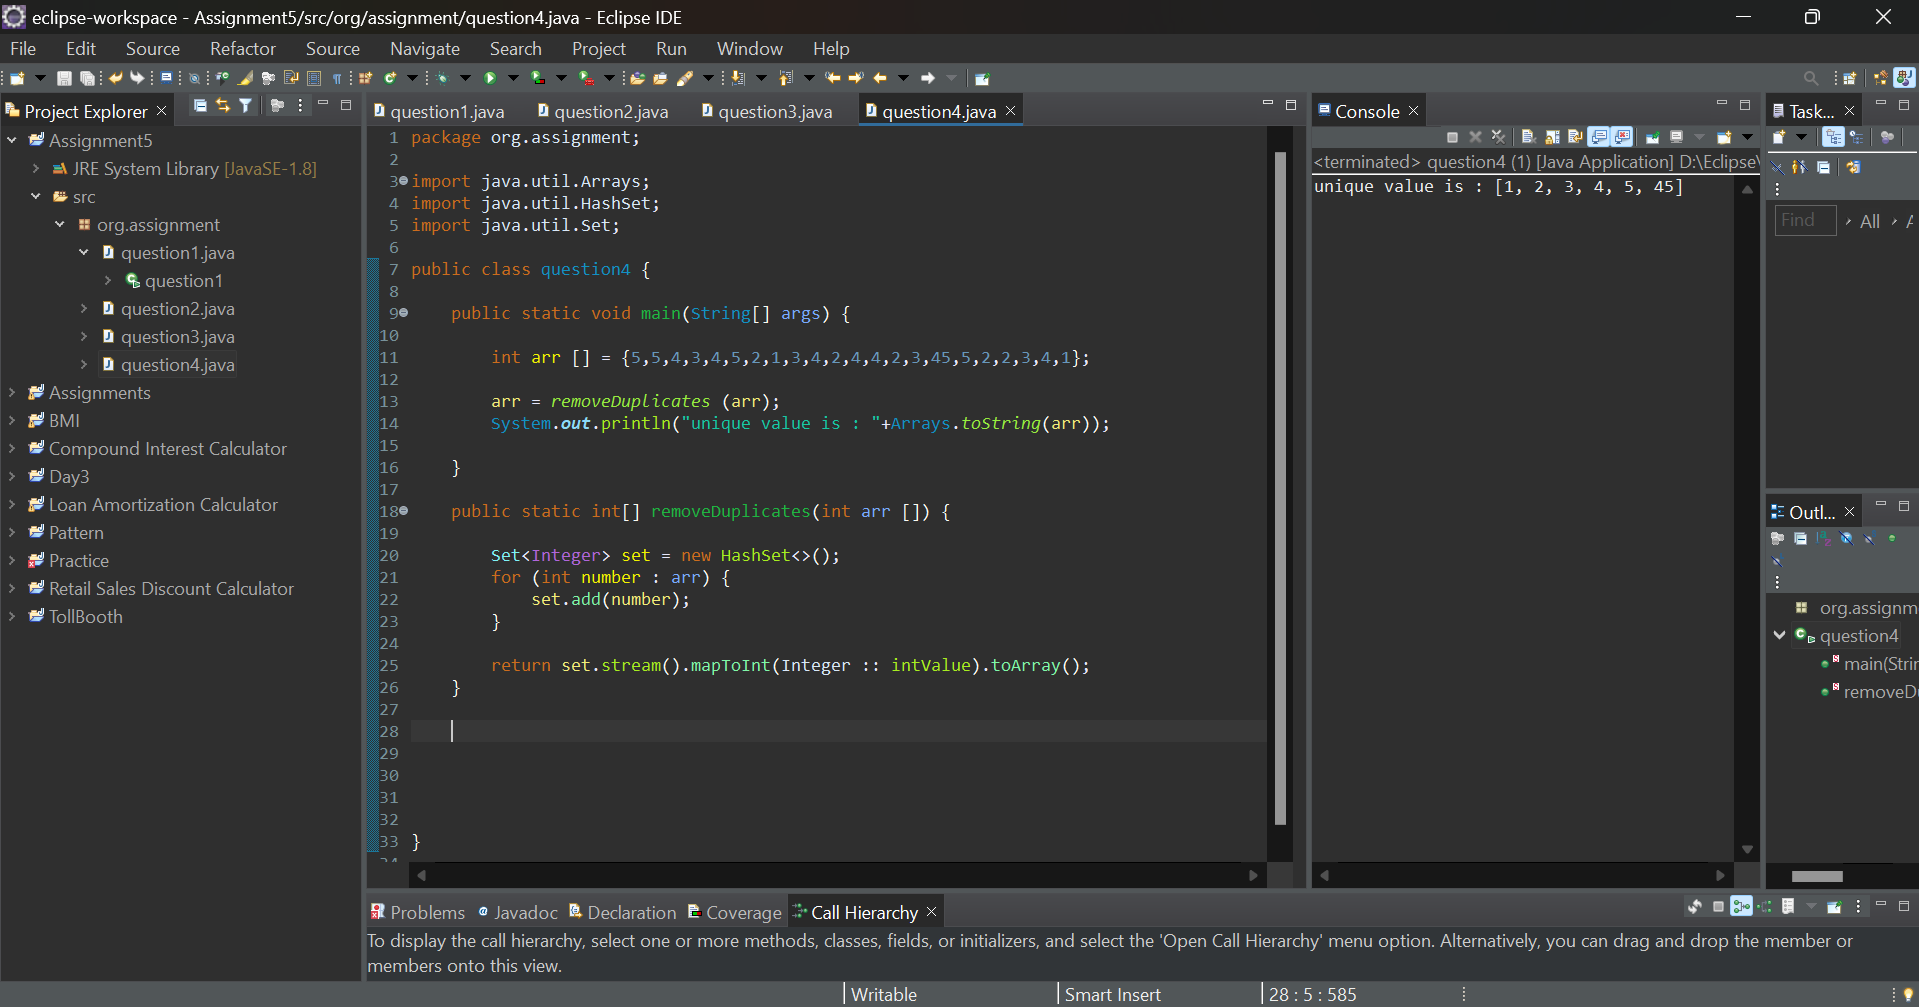 eclipse-workspace - Assignment5/src/org/assignment/question4.java - Eclipse IDE
File Edit Source Refactor Source Navigate Search Project Run Window Help
Project Explorer
Assignment5
JRE System Library [JavaSE-1.8]
src
org.assignment
question1.java
question1
question2.java
question3.java
question4.java
Assignments
BMI
Compound Interest Calculator
Day3
Loan Amortization Calculator
Pattern
Practice
Retail Sales Discount Calculator
TollBooth
question1.java question2.java question3.java question4.java
1 package org.assignment;
2
3 import java.util.Arrays;
4 import java.util.HashSet;
5 import java.util.Set;
6
7 public class question4 {
8
9 public static void main(String[] args) {
10
11 int arr [] = {5,5,4,3,4,5,2,1,3,4,2,4,4,2,3,45,5,2,2,3,4,1};
12
13 arr = removeDuplicates (arr);
14 System.out.println("unique value is : "+Arrays.toString(arr));
15
16 }
17
18 public static int[] removeDuplicates(int arr []) {
19
20 Set<Integer> set = new HashSet<>();
21 for (int number : arr) {
22 set.add(number);
23 }
24
25 return set.stream().mapToInt(Integer :: intValue).toArray();
26 }
27
28
29
30
31
32
33 }
34
Console
<terminated> question4 (1) [Java Application] D:\Eclipse\
unique value is : [1, 2, 3, 4, 5, 45]
Task...
Find All
Outl...
org.assignm
question4
main(Strin
removeD
Problems Javadoc Declaration Coverage Call Hierarchy
To display the call hierarchy, select one or more methods, classes, fields, or initializers, and select the 'Open Call Hierarchy' menu option. Alternatively, you can drag and drop the member or
members onto this view.
Writable Smart Insert 28 : 5 : 585